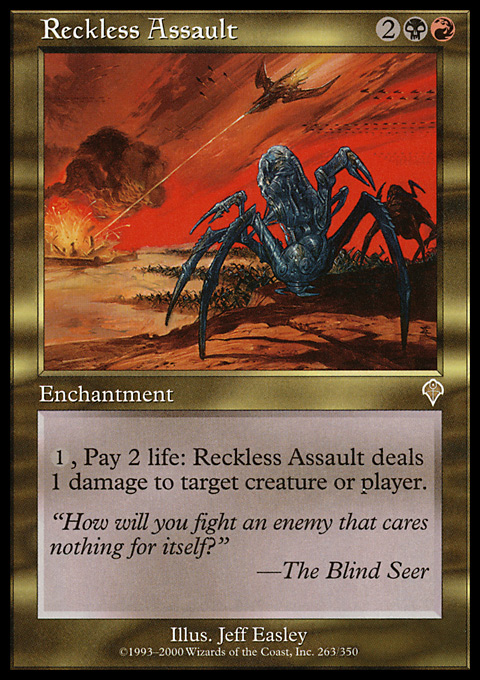 Reckless Assault 2
Enchantment
1, Pay 2 life: Reckless Assault deals
1 damage to target creature or player.
“How will you fight an enemy that cares
nothing for itself?”
—The Blind Seer
Illus. Jeff Easley
©1993–2000 Wizards of the Coast, Inc. 263/350